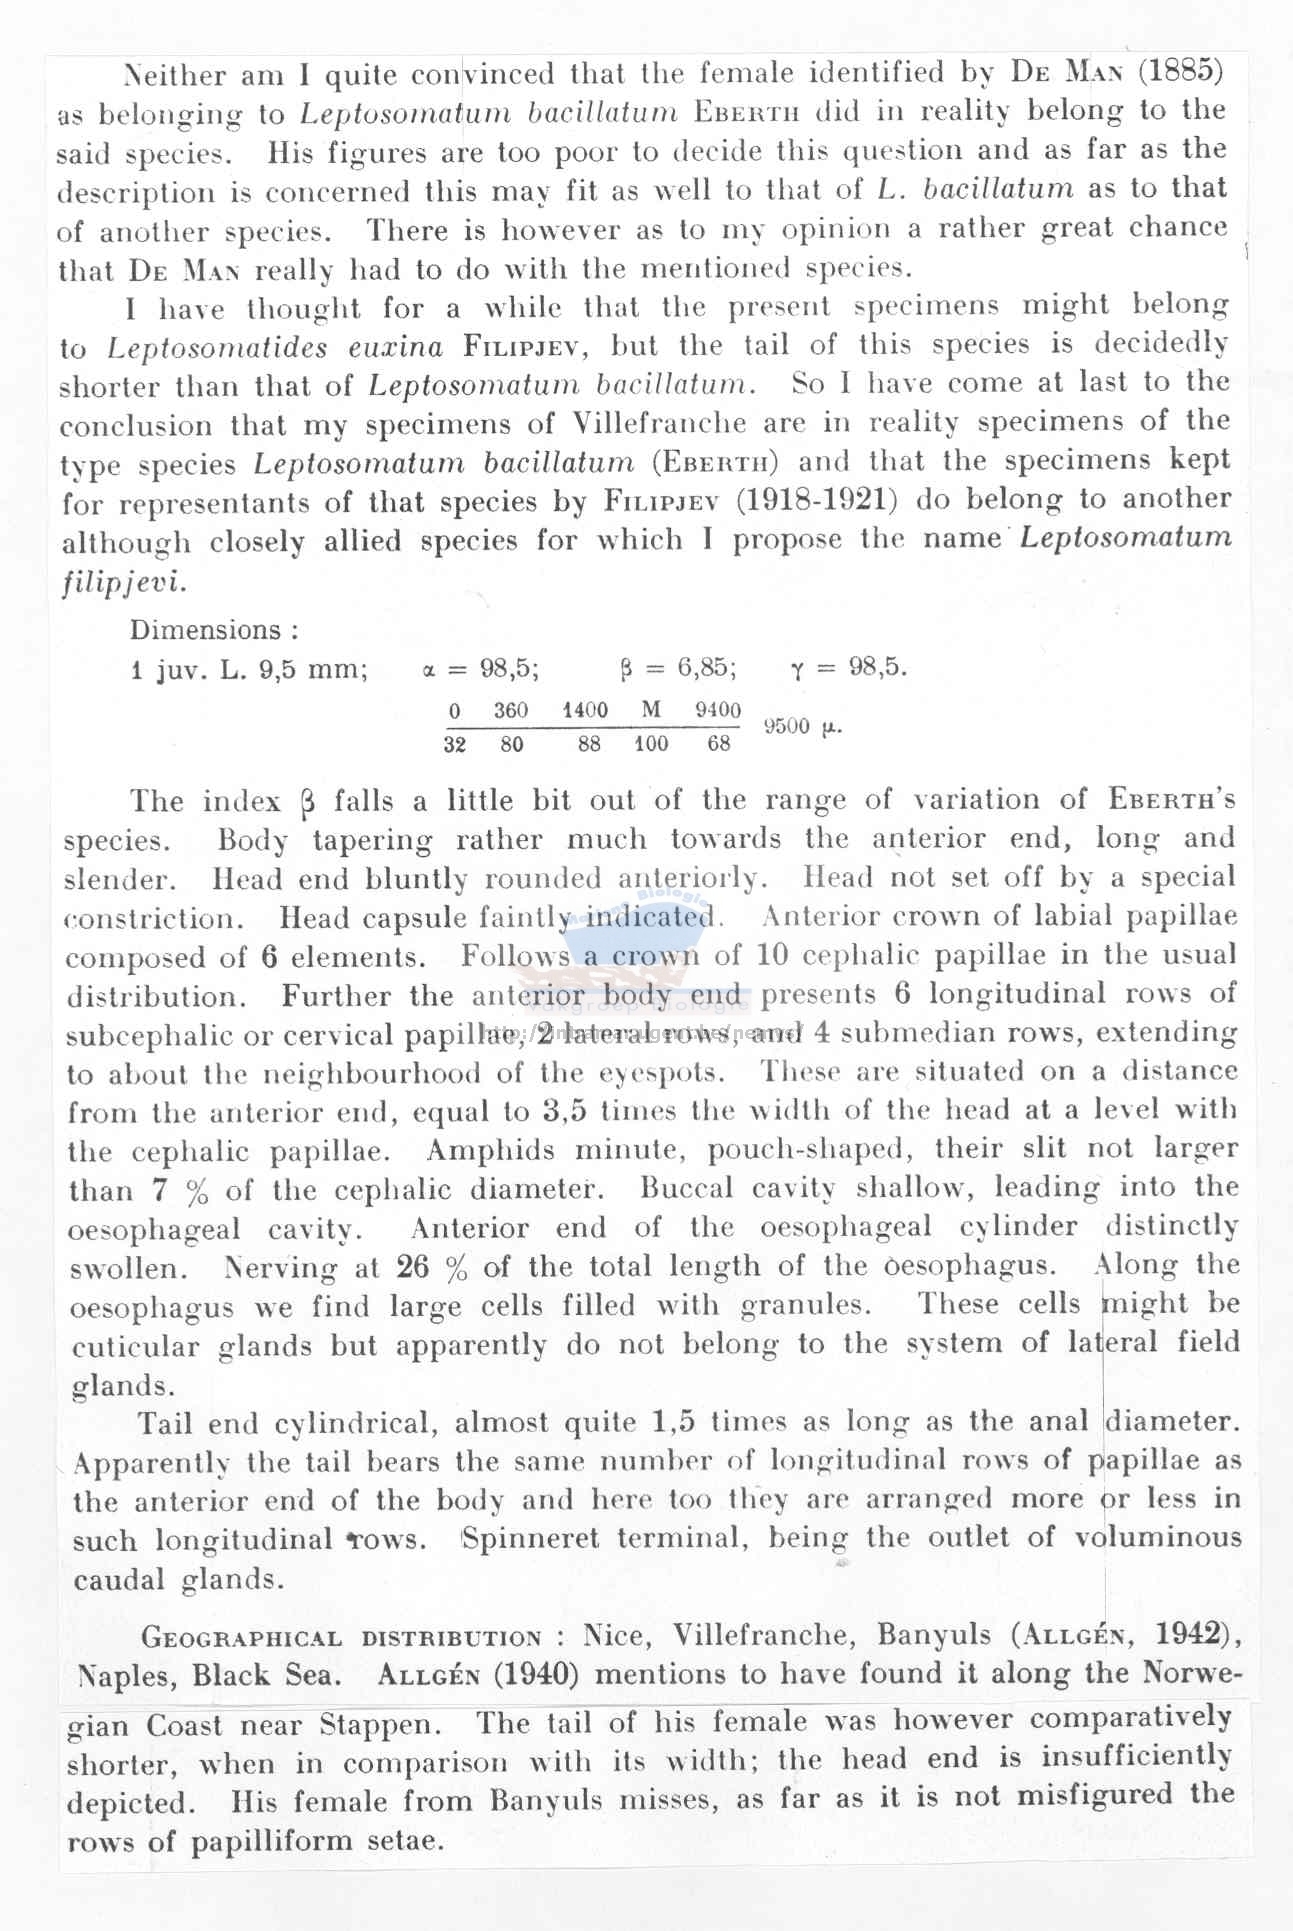 Neither am I quite convinced that the female identified by De Man (1885)
as belonging to Leptosomatum bacillatum Eberth did in reality belong to the
said species. His figures are too poor to decide this question and as far as the
description is concerned this may fit as well to that of L. bacillatum as to that
of another species. There is however as to my opinion a rather great chance
that De Man really had to do with the mentioned species.
I have thought for a while that the present specimens might belong
to Leptosomatides euxina Filipjev, but the tail of this species is decidedly
shorter than that of Leptosomatum bacillatum. So I have come at last to the
conclusion that my specimens of Villefranche are in reality specimens of the
type species Leptosomatum bacillatum (Eberth) and that the specimens kept
for representants of that species by Filipjev (1918-1921) do belong to another
although closely allied species for which I propose the name Leptosomatum
filipjevi.
Dimensions :
1 juv. L. 9,5 mm; α = 98,5; β = 6,85; γ = 98,5.
0 360 1400 M 9400
9500 μ.
32 80 88 100 68
The index β falls a little bit out of the range of variation of Eberth's
species. Body tapering rather much towards the anterior end, long and
slender. Head end bluntly rounded anteriorly. Head not set off by a special
constriction. Head capsule faintly indicated. Anterior crown of labial papillae
composed of 6 elements. Follows a crown of 10 cephalic papillae in the usual
distribution. Further the anterior body end presents 6 longitudinal rows of
subcephalic or cervical papillae, 2 lateral rows, and 4 submedian rows, extending
to about the neighbourhood of the eyespots. These are situated on a distance
from the anterior end, equal to 3,5 times the width of the head at a level with
the cephalic papillae. Amphids minute, pouch-shaped, their slit not larger
than 7 % of the cephalic diameter. Buccal cavity shallow, leading into the
oesophageal cavity. Anterior end of the oesophageal cylinder distinctly
swollen. Nerving at 26 % of the total length of the oesophagus. Along the
oesophagus we find large cells filled with granules. These cells might be
cuticular glands but apparently do not belong to the system of lateral field
glands.
Tail end cylindrical, almost quite 1,5 times as long as the anal diameter.
Apparently the tail bears the same number of longitudinal rows of papillae as
the anterior end of the body and here too they are arranged more or less in
such longitudinal rows. Spinneret terminal, being the outlet of voluminous
caudal glands.
Geographical distribution : Nice, Villefranche, Banyuls (Allgén, 1942),
Naples, Black Sea. Allgén (1940) mentions to have found it along the Norwe-
gian Coast near Stappen. The tail of his female was however comparatively
shorter, when in comparison with its width; the head end is insufficiently
depicted. His female from Banyuls misses, as far as it is not misfigured the
rows of papilliform setae.